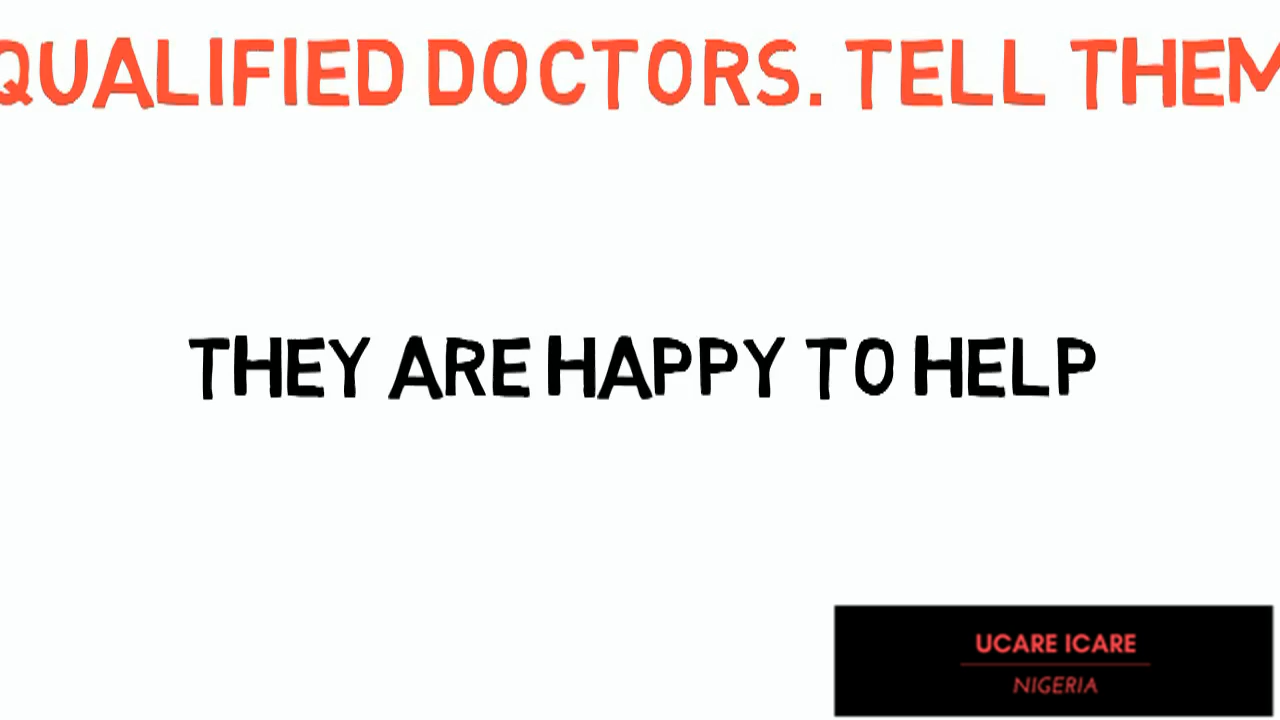 QUALIFIED DOCTORS. TELL THEM
THEY ARE HAPPY TO HELP
UCARE ICARE
NIGERIA